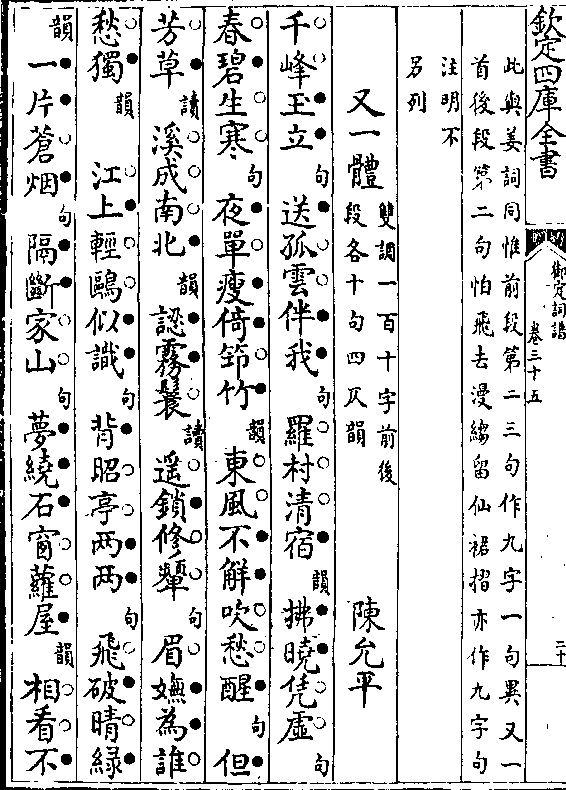 欽定四庫全書
御定詞譜
卷三十五
二十
此與姜詞同惟前段第二三句作九字一句異又一
首後段第二句怕飛去漫縐留仙裙摺亦作九字句
注明不
另列
又一體 雙調一百十字前後段各十句四仄韻 陳允平
千峰玉立句送孤雲伴我句羅村清宿韻拂曉凭虛句
春碧生寒句夜單瘦倚筇竹韻東風不解吹愁醒句但
芳草讀溪成南北韻認霧鬟讀遥鎖修顰句眉嫵為誰
愁獨韻江上輕鷗似識句背昭亭两两句飛破晴緑
韻一片蒼烟句隔斷家山句夢繞石窗蘿屋韻相看不